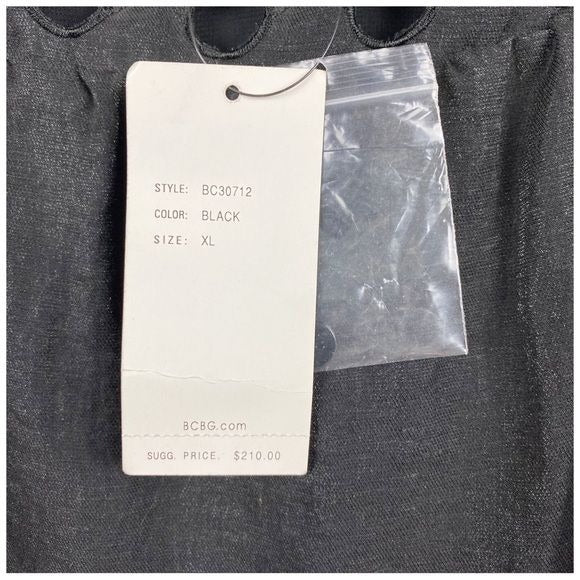 STYLE: BC30712
COLOR: BLACK
SIZE: XL
BCBG.com
SUGG. PRICE. $210.00